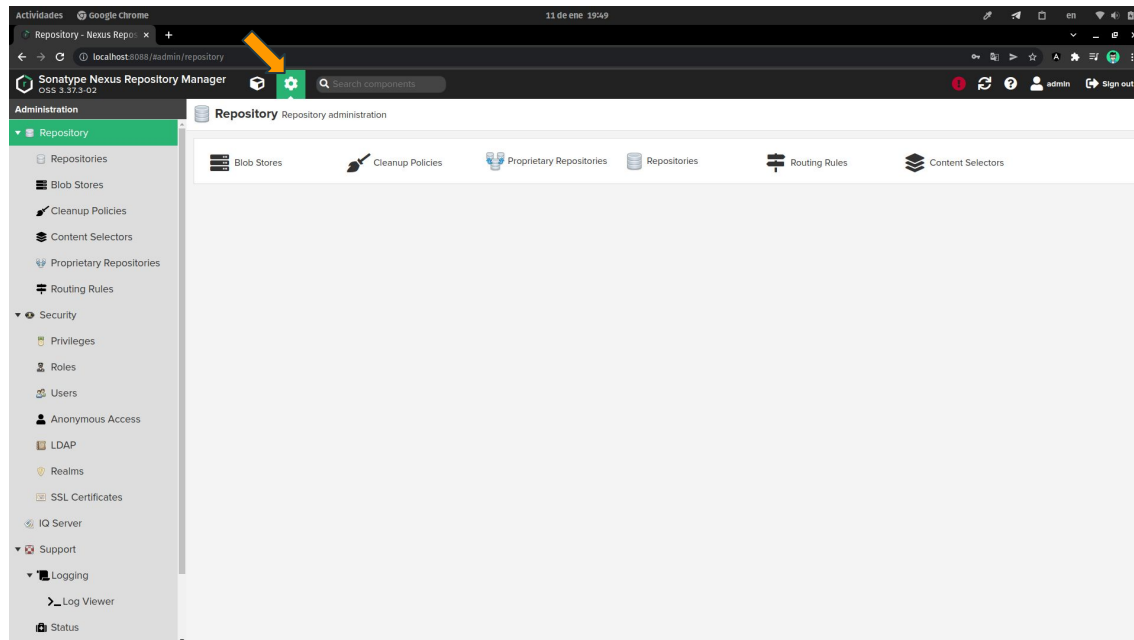 Actividades Google Chrome 11 de ene 19:49 en
Repository - Nexus Repos
localhost:8088/#admin/repository
Sonatype Nexus Repository Manager
OSS 3.37.3-02
Search components
admin Sign out
Administration
Repository Repository administration
Repository
Repositories
Blob Stores
Cleanup Policies
Content Selectors
Proprietary Repositories
Routing Rules
Security
Privileges
Roles
Users
Anonymous Access
LDAP
Realms
SSL Certificates
IQ Server
Support
Logging
Log Viewer
Status
Blob Stores Cleanup Policies Proprietary Repositories Repositories Routing Rules Content Selectors